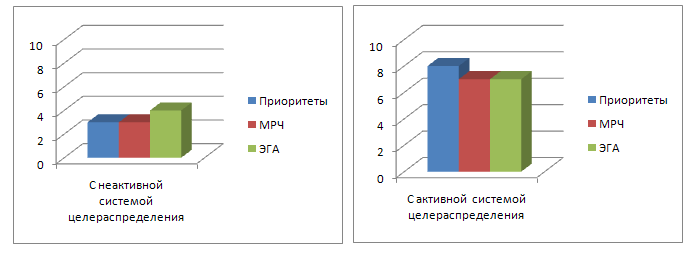 10
8
6
4
2
0
С неактивной
системой
целераспределения
Приоритеты
МРЧ
ЭГА
10
8
6
4
2
0
С активной системой
целераспределения
Приоритеты
МРЧ
ЭГА